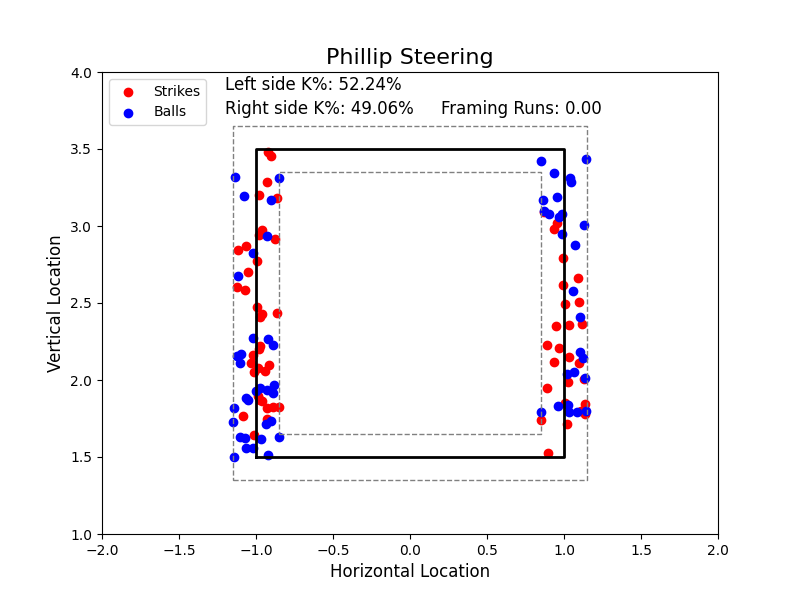 Phillip Steering
Strikes
Balls
Left side K%: 52.24%
Right side K%: 49.06%
Framing Runs: 0.00
4.0
3.5
3.0
2.5
2.0
1.5
1.0
Vertical Location
−2.0 −1.5 −1.0 −0.5 0.0 0.5 1.0 1.5 2.0
Horizontal Location